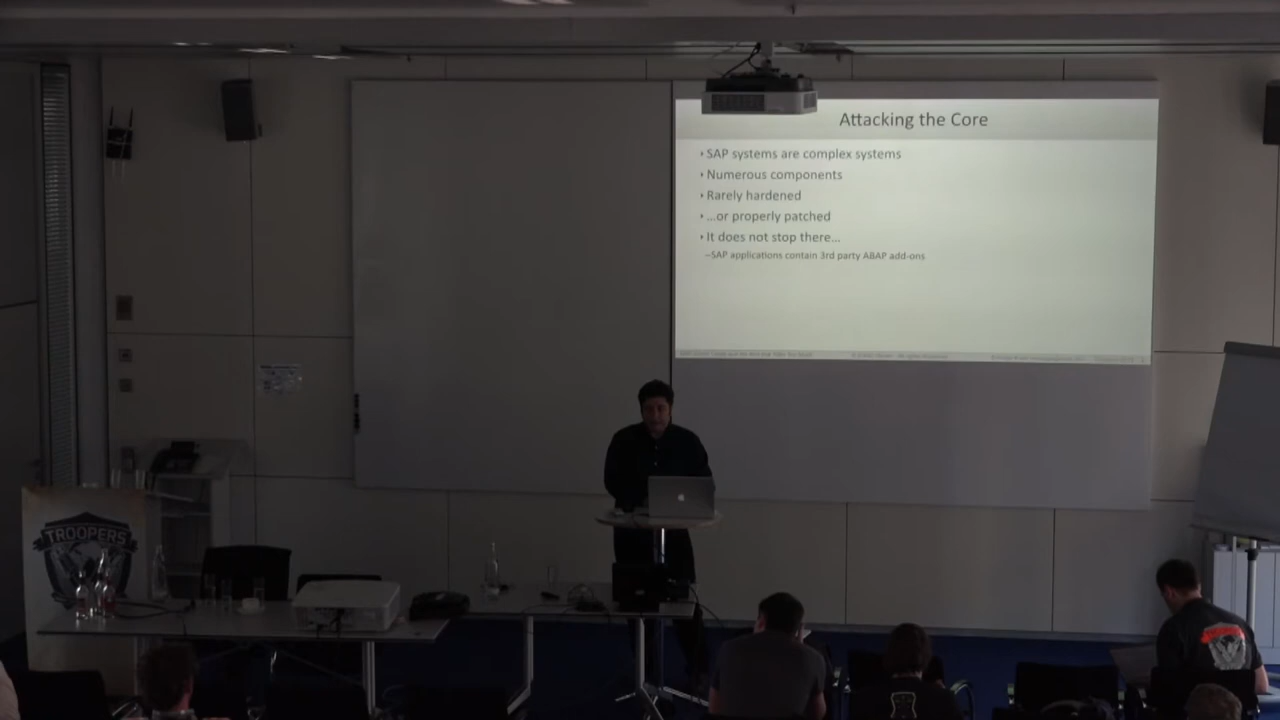 Attacking the Core
SAP systems are complex systems
Numerous components
Rarely hardened
...or properly patched
It does not stop there...
–SAP applications contain 3rd party ABAP add-ons
TROOPERS